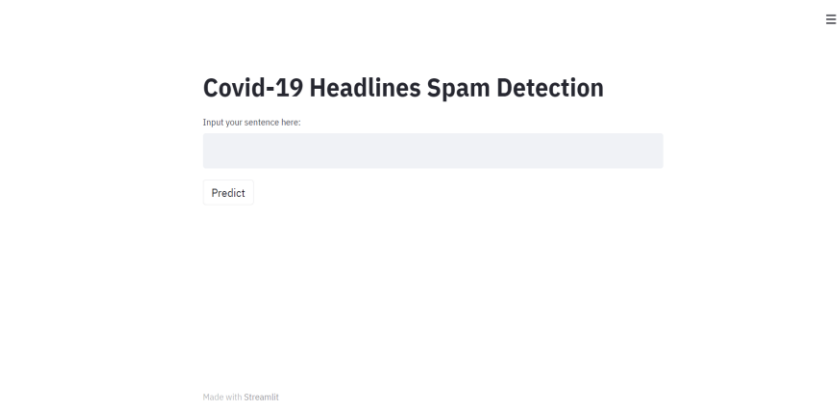 Covid-19 Headlines Spam Detection
Input your sentence here:
Predict
Made with Streamlit